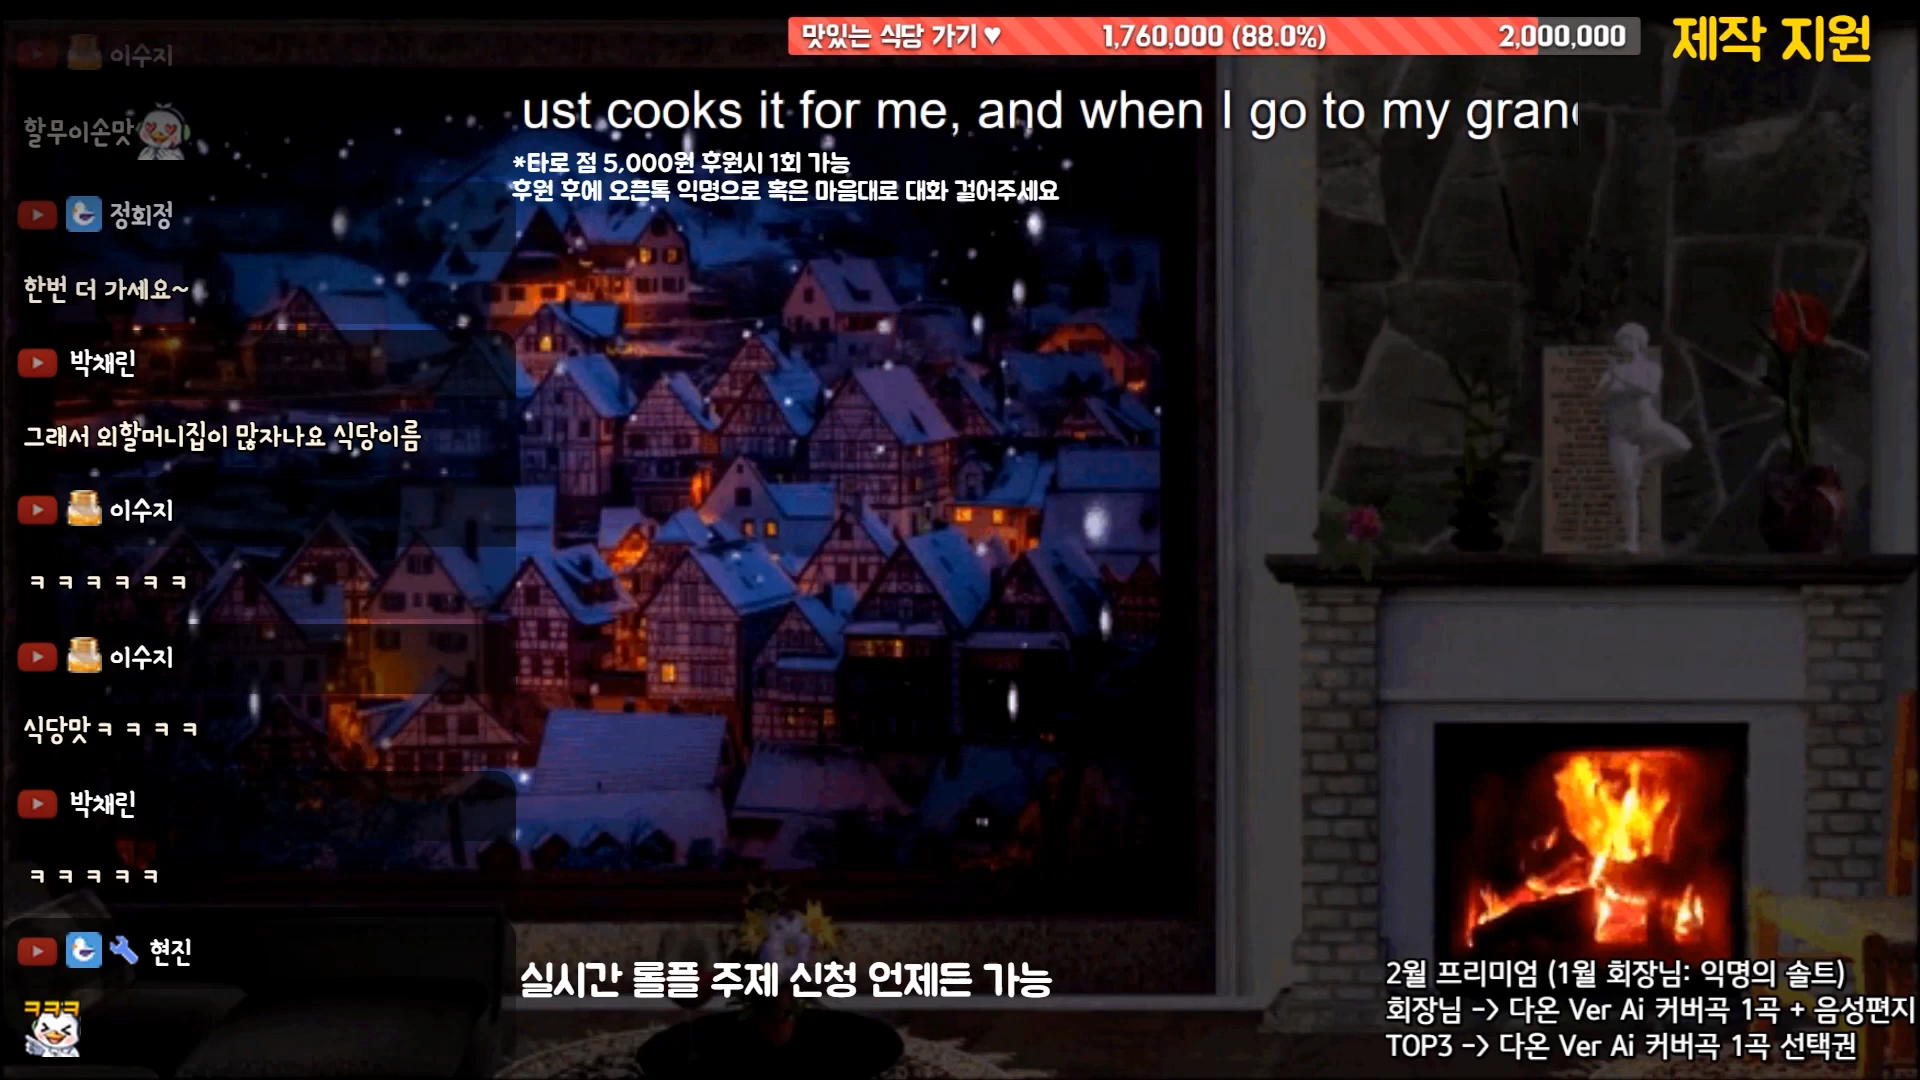 맛있는 식당 가기♥ 1,760,000 (88.0%) 2,000,000
제작 지원
ust cooks it for me, and when I go to my gran
*타로 점 5,000원 후원시 1회 가능
후원 후에 오픈톡 익명으로 혹은 마음대로 대화 걸어주세요
이수지
할무이손맛
정회정
한번 더 가세요~
박채린
그래서 외할머니집이 많자나요 식당이름
이수지
ㅋㅋㅋㅋㅋㅋ
이수지
식당맛ㅋㅋㅋㅋ
박채린
ㅋㅋㅋㅋㅋ
현진
ㅋㅋㅋ
실시간 롤플 주제 신청 언제든 가능
2월 프리미엄 (1월 회장님: 익명의 솔트)
회장님 -> 다온 Ver Ai 커버곡 1곡 + 음성편지
TOP3 -> 다온 Ver Ai 커버곡 1곡 선택권